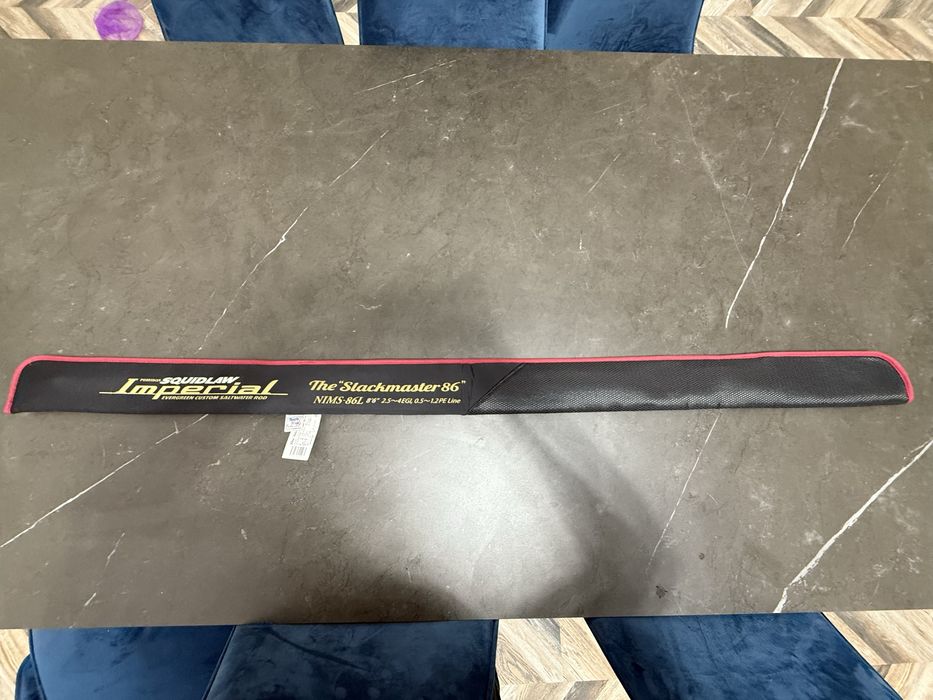 SQUIDLAW
Imperial
EVERGREEN CUSTOM SALTWATER ROD
The "Slackmaster 86"
NIMS-86L 8'6" 2.5~4EGI, 0.5~1.2PE Line